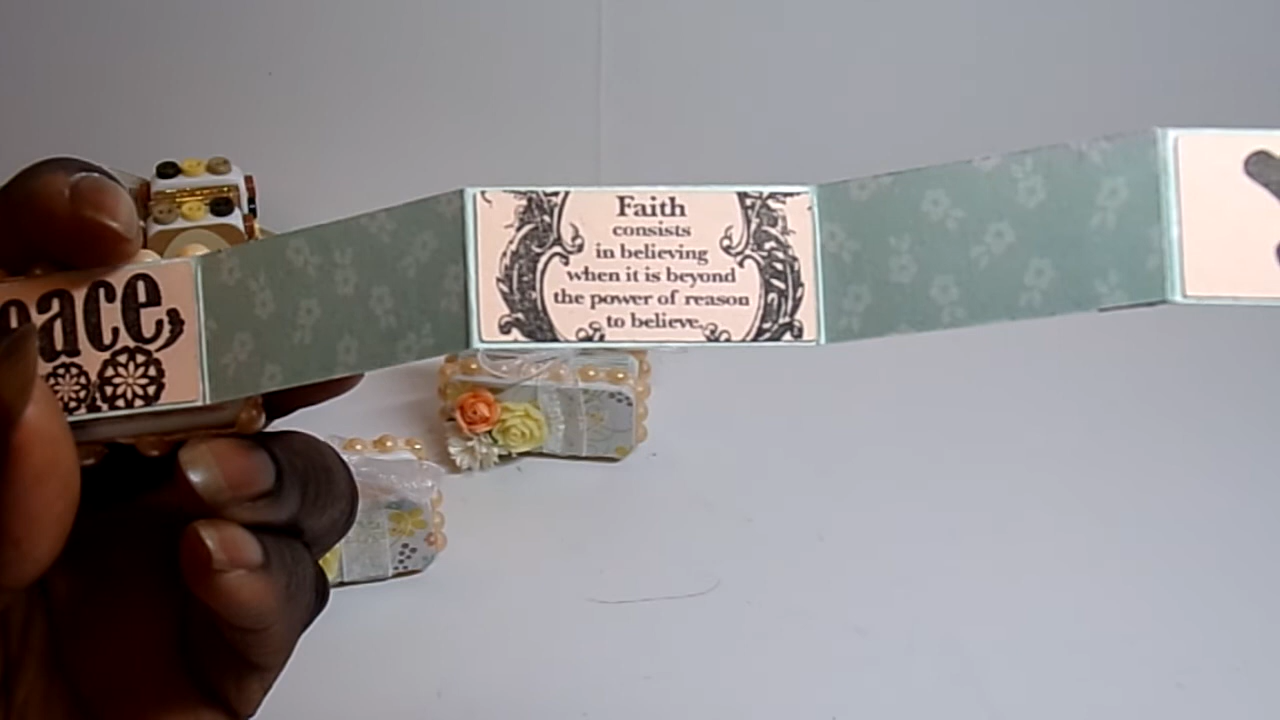 eace,
Faith
consists
in believing
when it is beyond
the power of reason
to believe.